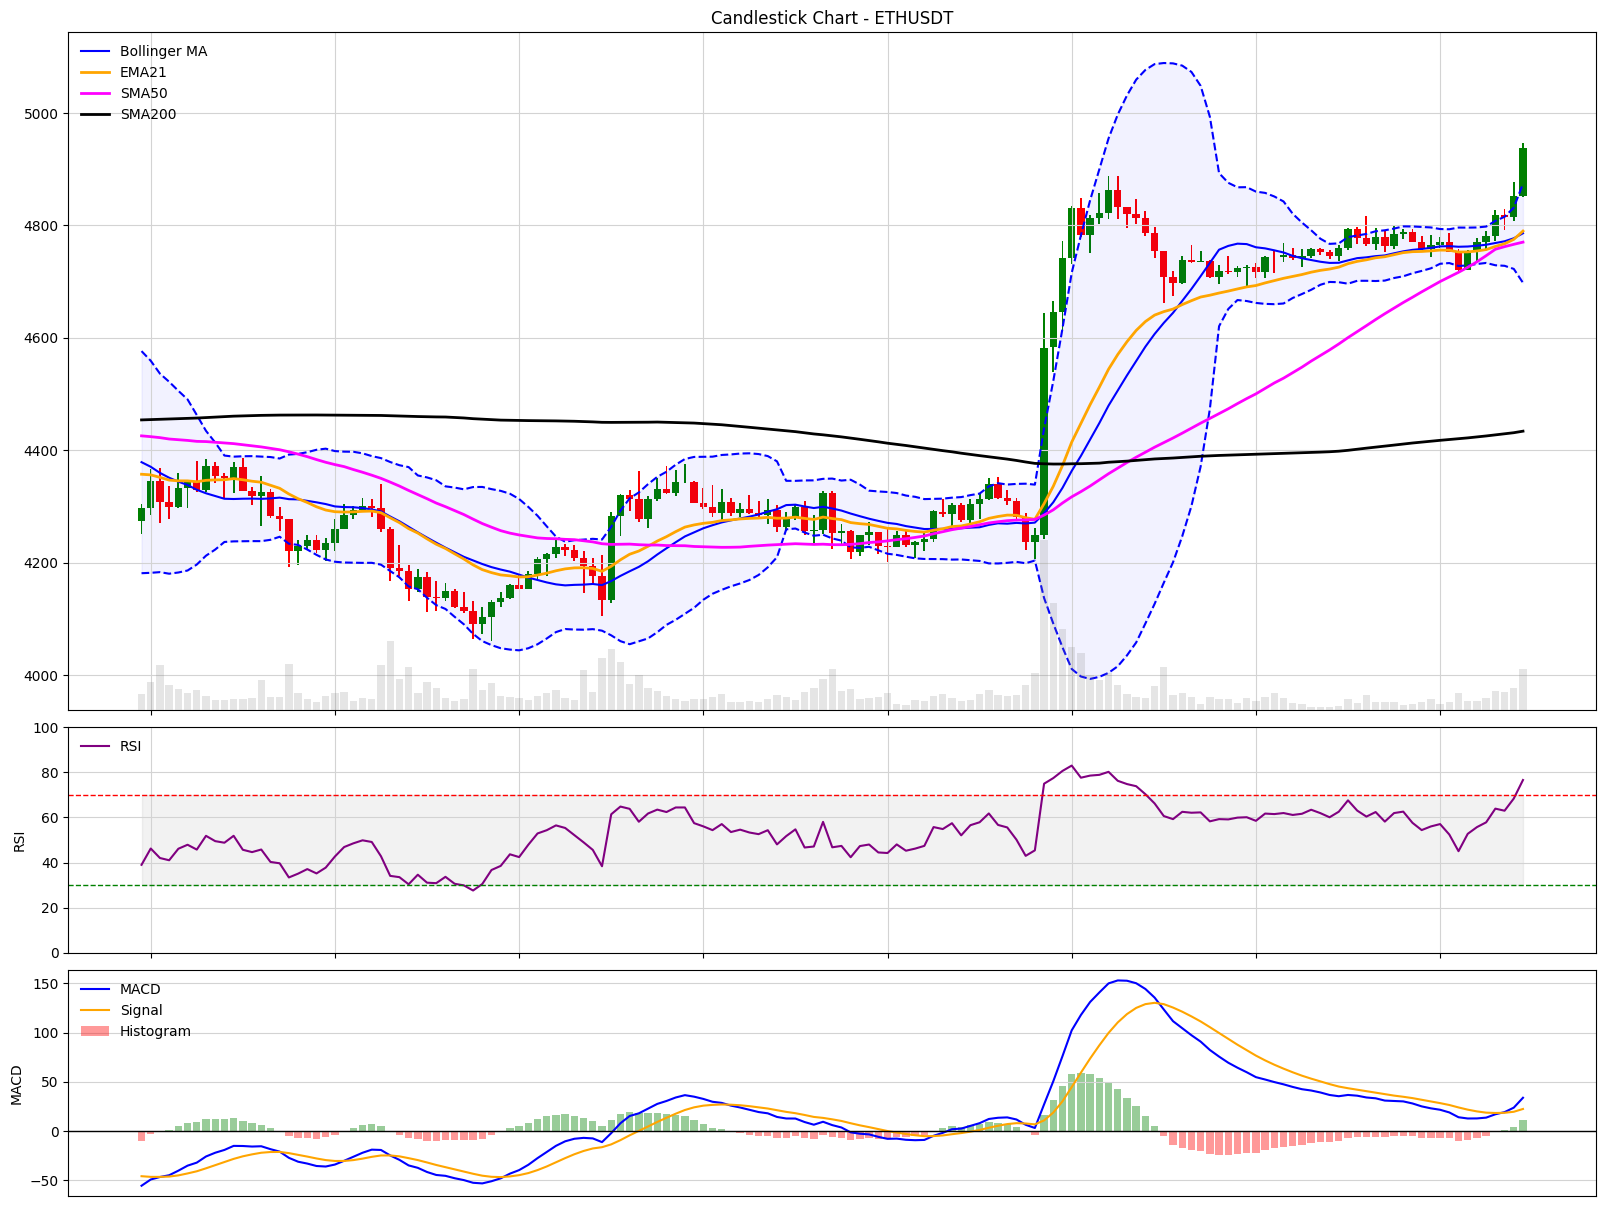 Candlestick Chart - ETHUSDT
Bollinger MA
EMA21
SMA50
SMA200
5000
4800
4600
4400
4200
4000
RSI
100
80
60
40
20
0
RSI
MACD
Signal
Histogram
150
100
50
0
−50
MACD